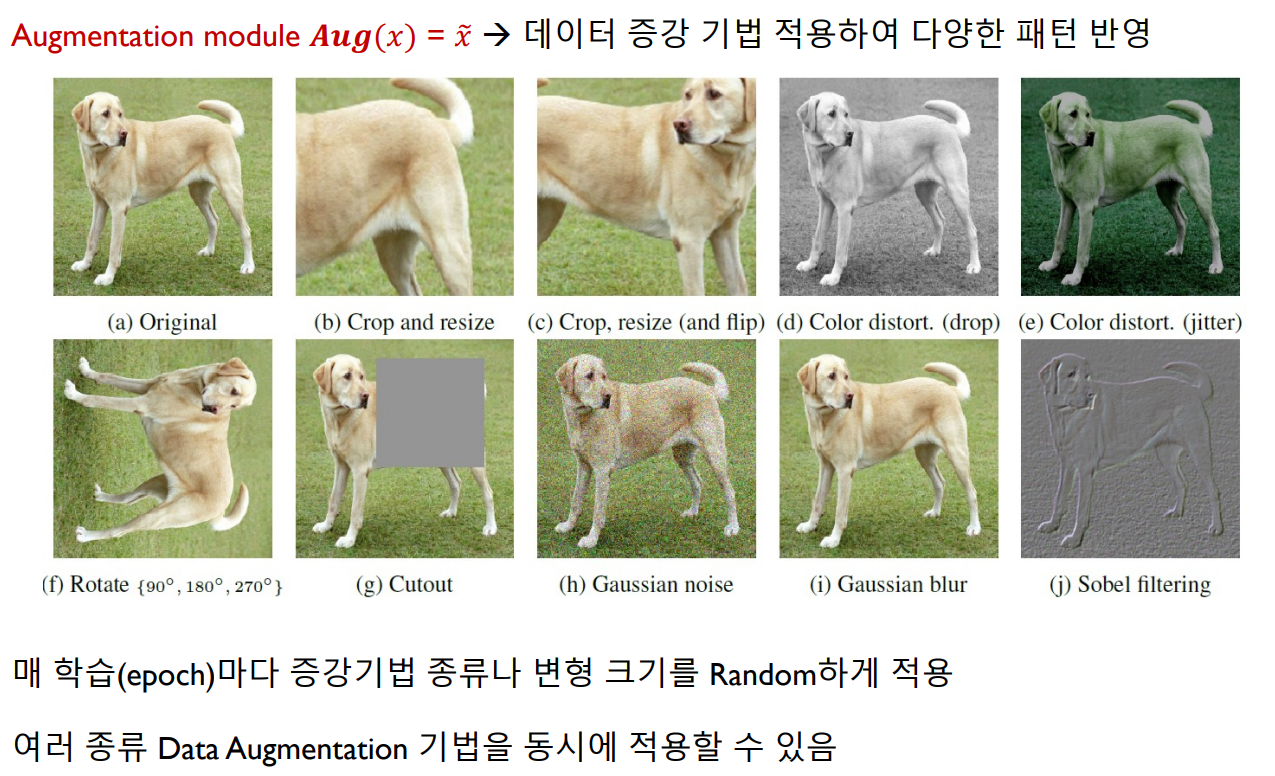 Augmentation module Aug(x) = x̃ → 데이터 증강 기법 적용하여 다양한 패턴 반영
(a) Original (b) Crop and resize (c) Crop, resize (and flip) (d) Color distort. (drop) (e) Color distort. (jitter)
(f) Rotate {90°, 180°, 270°} (g) Cutout (h) Gaussian noise (i) Gaussian blur (j) Sobel filtering
매 학습(epoch)마다 증강기법 종류나 변형 크기를 Random하게 적용
여러 종류 Data Augmentation 기법을 동시에 적용할 수 있음